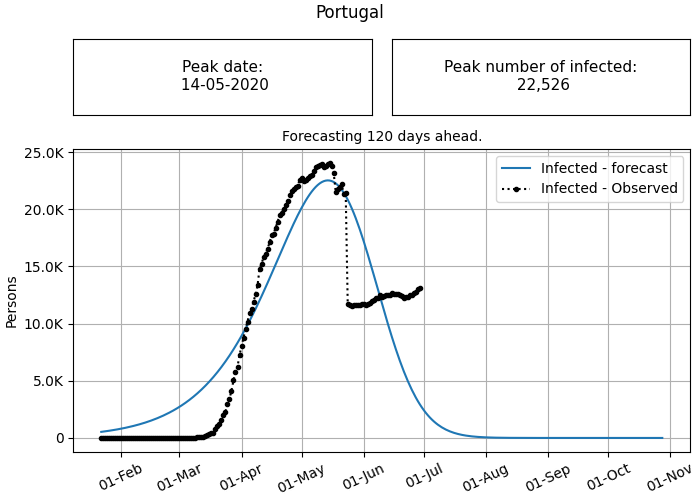 Portugal
Peak date:
14-05-2020
Peak number of infected:
22,526
Forecasting 120 days ahead.
Infected - forecast
Infected - Observed
Persons
25.0K
20.0K
15.0K
10.0K
5.0K
0
01-Feb
01-Mar
01-Apr
01-May
01-Jun
01-Jul
01-Aug
01-Sep
01-Oct
01-Nov